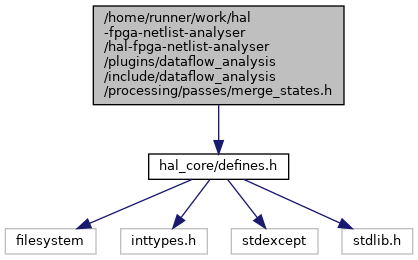 /home/runner/work/hal
-fpga-netlist-analyser
/hal-fpga-netlist-analyser
/plugins/dataflow_analysis
/include/dataflow_analysis
/processing/passes/merge_states.h
hal_core/defines.h
filesystem
inttypes.h
stdexcept
stdlib.h